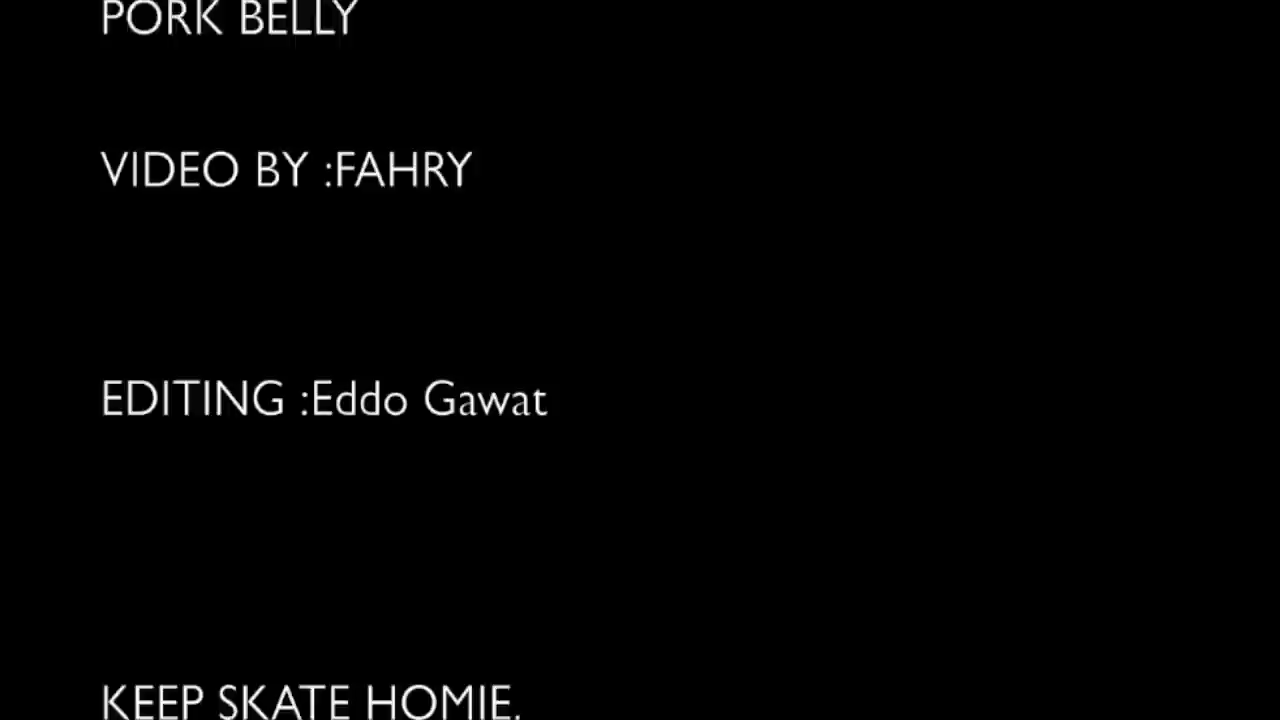 PORK BELLY
VIDEO BY :FAHRY
EDITING :Eddo Gawat
KEEP SKATE HOMIE.